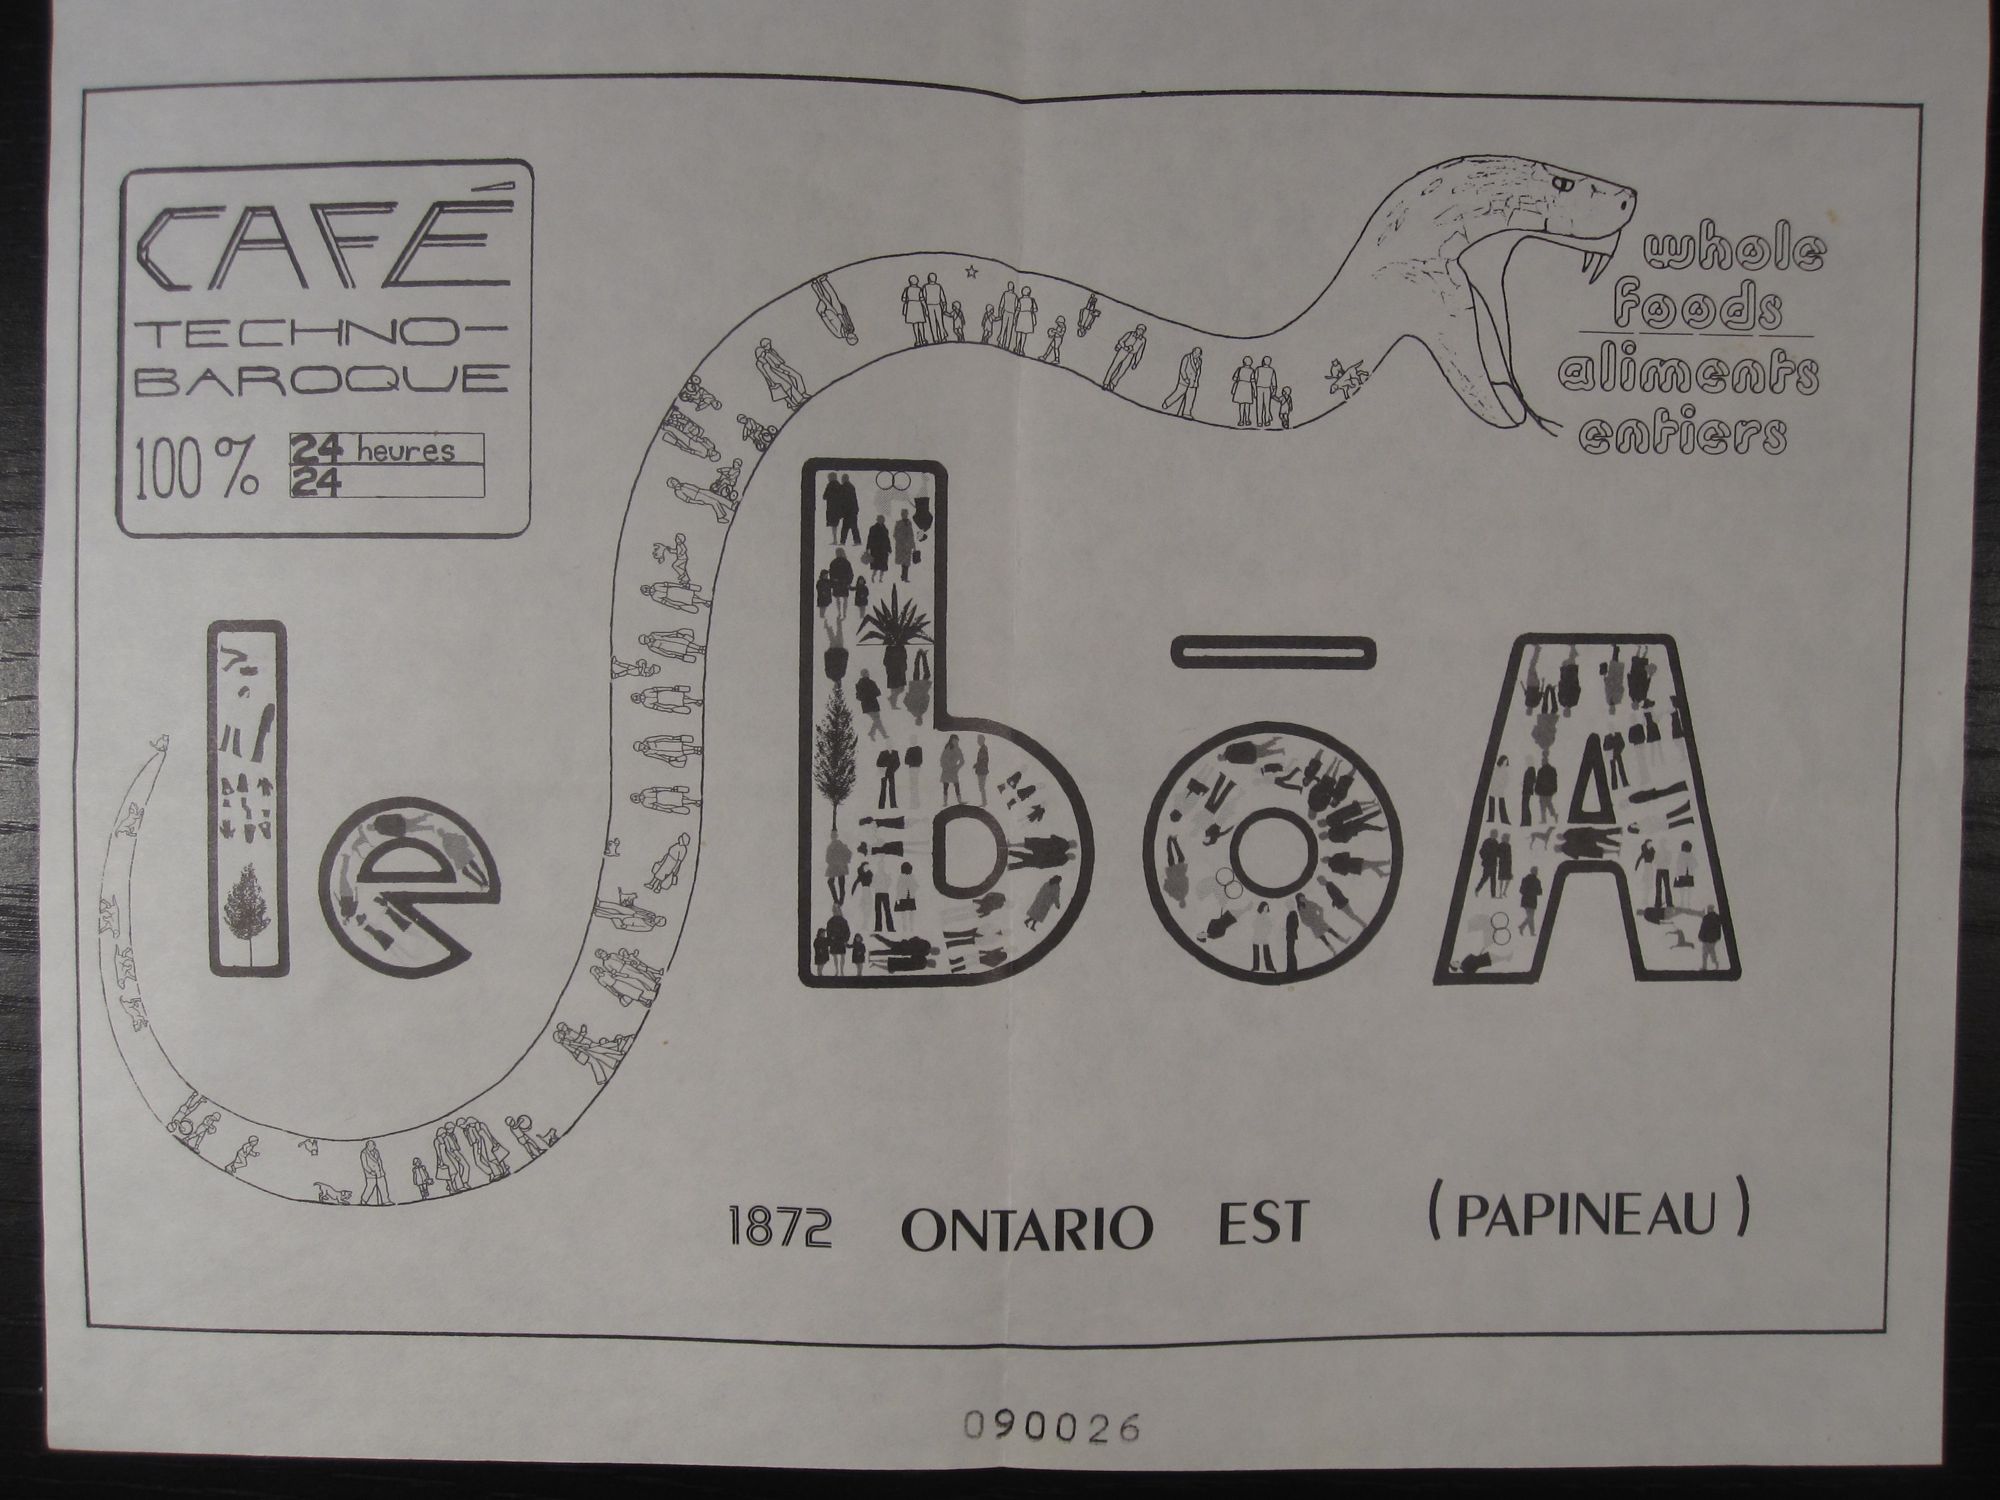 CAFÉ
TECHNO-
BAROQUE
100% 24 heures
24
whole
foods
aliments
entiers
le bōA
1872 ONTARIO EST (PAPINEAU)
090026